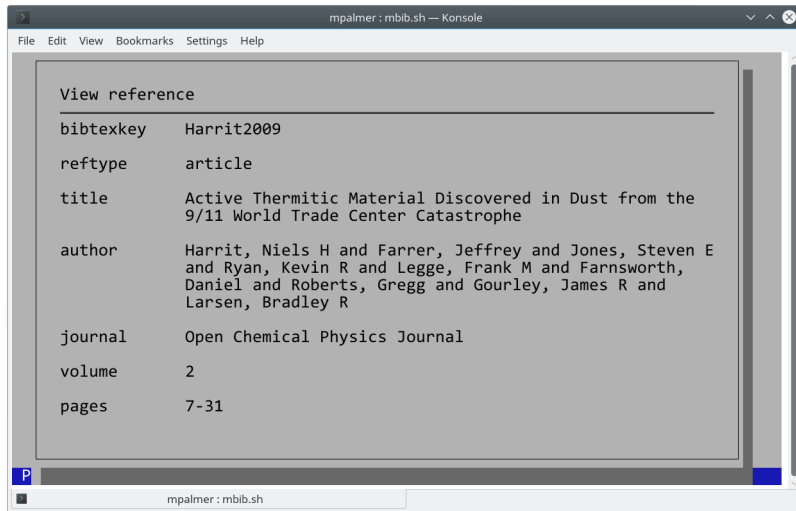 mpalmer : mbib.sh — Konsole
File Edit View Bookmarks Settings Help
View reference
bibtexkey Harrit2009
reftype article
title Active Thermitic Material Discovered in Dust from the
9/11 World Trade Center Catastrophe
author Harrit, Niels H and Farrer, Jeffrey and Jones, Steven E
and Ryan, Kevin R and Legge, Frank M and Farnsworth,
Daniel and Roberts, Gregg and Gourley, James R and
Larsen, Bradley R
journal Open Chemical Physics Journal
volume 2
pages 7-31
P
mpalmer : mbib.sh